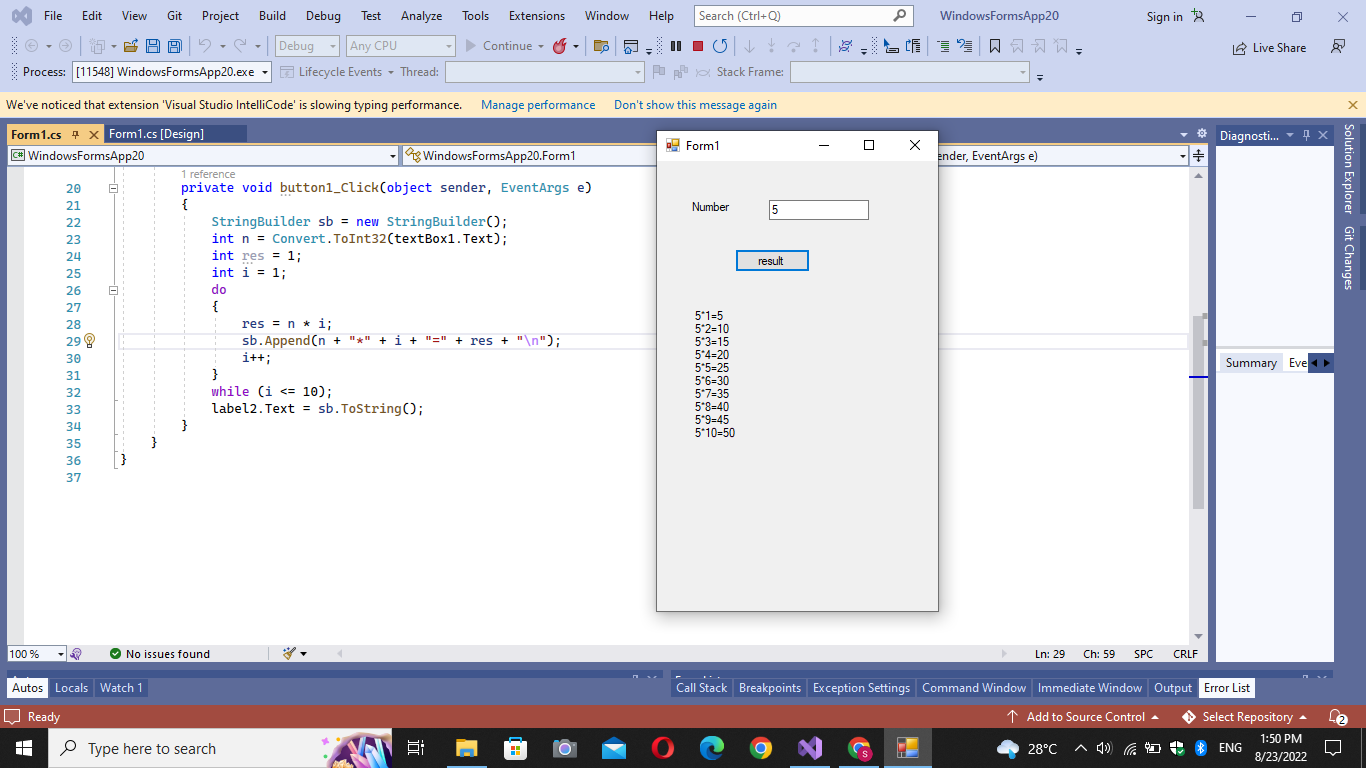 File Edit View Git Project Build Debug Test Analyze Tools Extensions Window Help Search (Ctrl+Q) WindowsFormsApp20 Sign in
Debug Any CPU Continue Live Share
Process: [11548] WindowsFormsApp20.exe Lifecycle Events Thread: Stack Frame:
We've noticed that extension 'Visual Studio IntelliCode' is slowing typing performance. Manage performance Don't show this message again
Form1.cs Form1.cs [Design]
Diagnosti...
C# WindowsFormsApp20 WindowsFormsApp20.Form1 ender, EventArgs e)
1 reference
20 private void button1_Click(object sender, EventArgs e)
21 {
22 StringBuilder sb = new StringBuilder();
23 int n = Convert.ToInt32(textBox1.Text);
24 int res = 1;
25 int i = 1;
26 do
27 {
28 res = n * i;
29 sb.Append(n + "*" + i + "=" + res + "\n");
30 i++;
31 }
32 while (i <= 10);
33 label2.Text = sb.ToString();
34 }
35 }
36 }
37
Form1
Number 5
result
5*1=5
5*2=10
5*3=15
5*4=20
5*5=25
5*6=30
5*7=35
5*8=40
5*9=45
5*10=50
Summary Eve
Solution Explorer
Git Changes
100 % No issues found Ln: 29 Ch: 59 SPC CRLF
Autos Locals Watch 1 Call Stack Breakpoints Exception Settings Command Window Immediate Window Output Error List
Ready Add to Source Control Select Repository 2
Type here to search S 28°C ENG 1:50 PM
8/23/2022